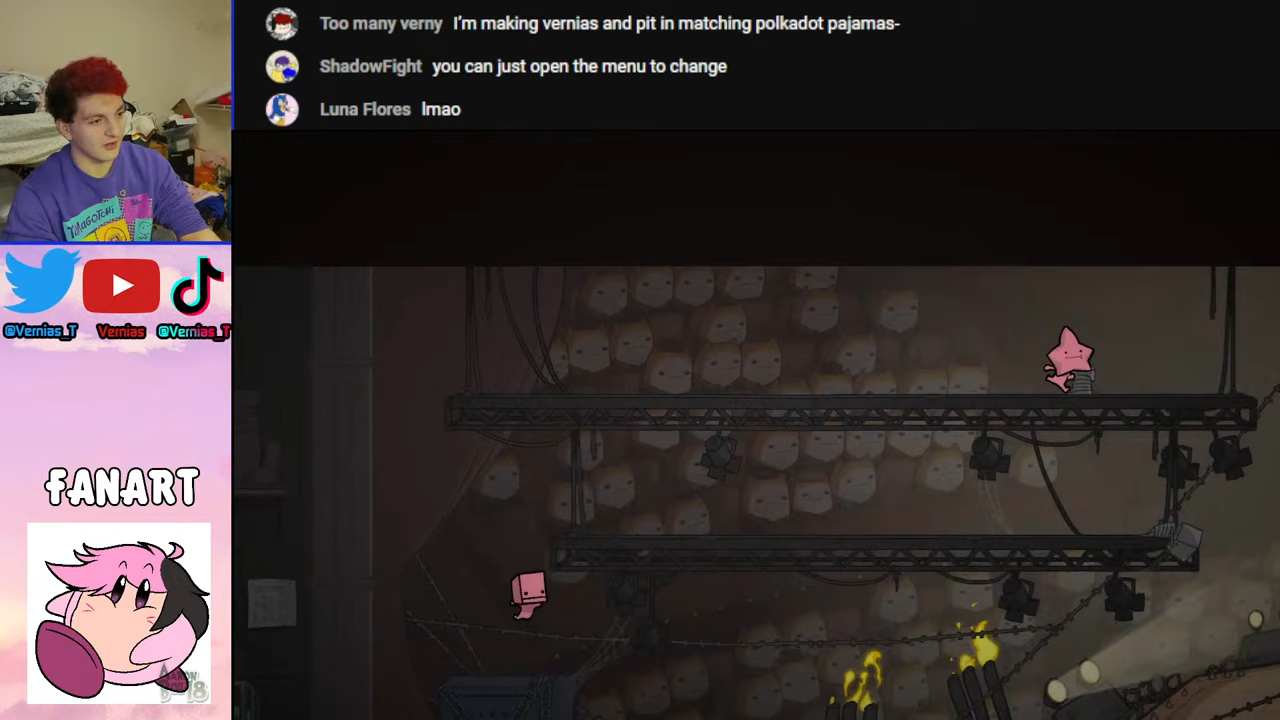 Too many verny I'm making vernias and pit in matching polkadot pajamas-
ShadowFight you can just open the menu to change
Luna Flores lmao
@Vernias_T Vernias @Vernias_T
FANART